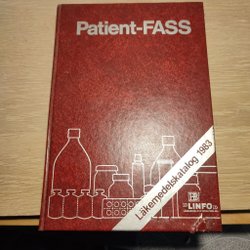 Patient-FASS
Läkemedelskatalog 1983
LINFO